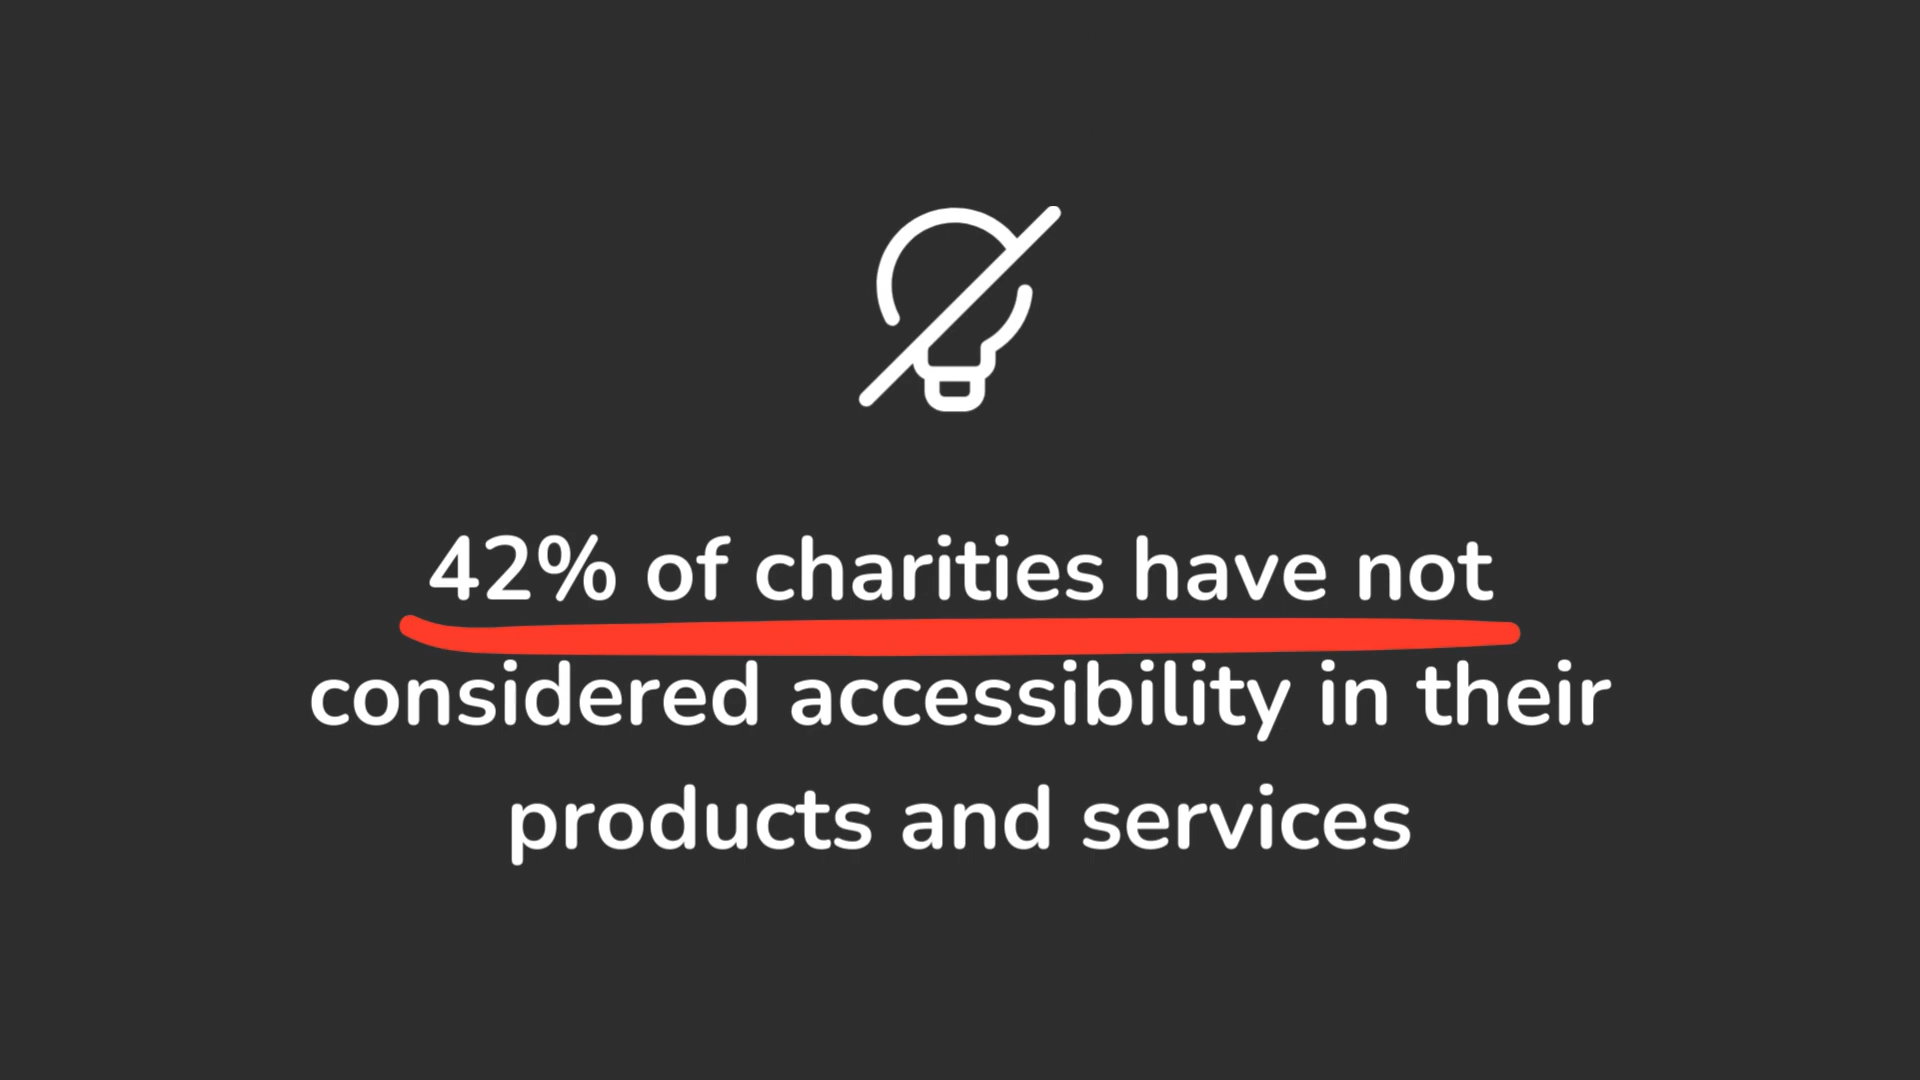 42% of charities have not
considered accessibility in their
products and services